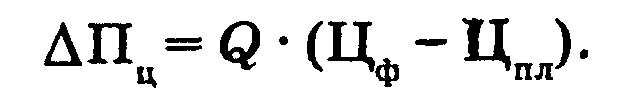 ΔП_ц = Q · (Ц_ф – Ц_пл).